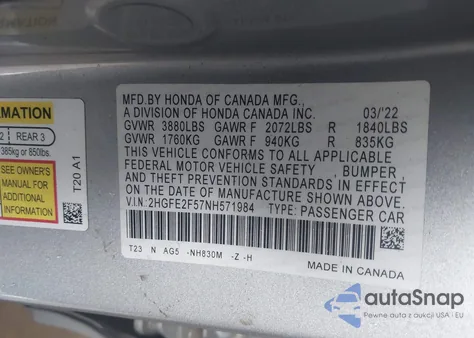 MFD.BY HONDA OF CANADA MFG.,
A DIVISION OF HONDA CANADA INC. 03/'22
GVWR 3880LBS GAWR F 2072LBS R 1840LBS
GVWR 1760KG GAWR F 940KG R 835KG
THIS VEHICLE CONFORMS TO ALL APPLICABLE
FEDERAL MOTOR VEHICLE SAFETY , BUMPER ,
AND THEFT PREVENTION STANDARDS IN EFFECT
ON THE DATE OF MANUFACTURE SHOWN ABOVE.
V.I.N: 2HGFE2F57NH571984 TYPE: PASSENGER CAR
T23 N AG5 -NH830M -Z -H
MADE IN CANADA
RMATION
2 REAR 3
385kg or 850lbs.
SEE OWNER'S
MANUAL FOR
ADDITIONAL
INFORMATION
T20 A1
autoSnap
Pewne auta z aukcji USA i EU